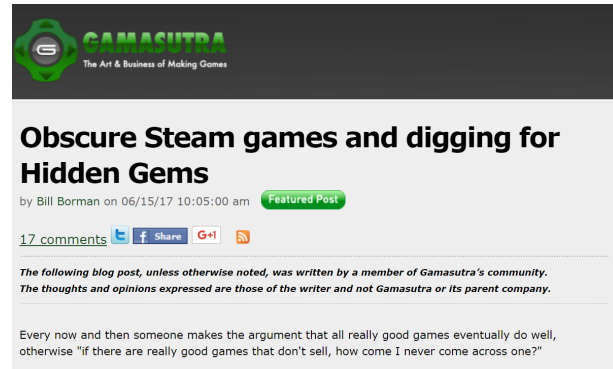 GAMASUTRA
The Art & Business of Making Games
Obscure Steam games and digging for
Hidden Gems
by Bill Borman on 06/15/17 10:05:00 am Featured Post
17 comments t f Share G+1
The following blog post, unless otherwise noted, was written by a member of Gamasutra's community.
The thoughts and opinions expressed are those of the writer and not Gamasutra or its parent company.
Every now and then someone makes the argument that all really good games eventually do well,
otherwise "if there are really good games that don't sell, how come I never come across one?"